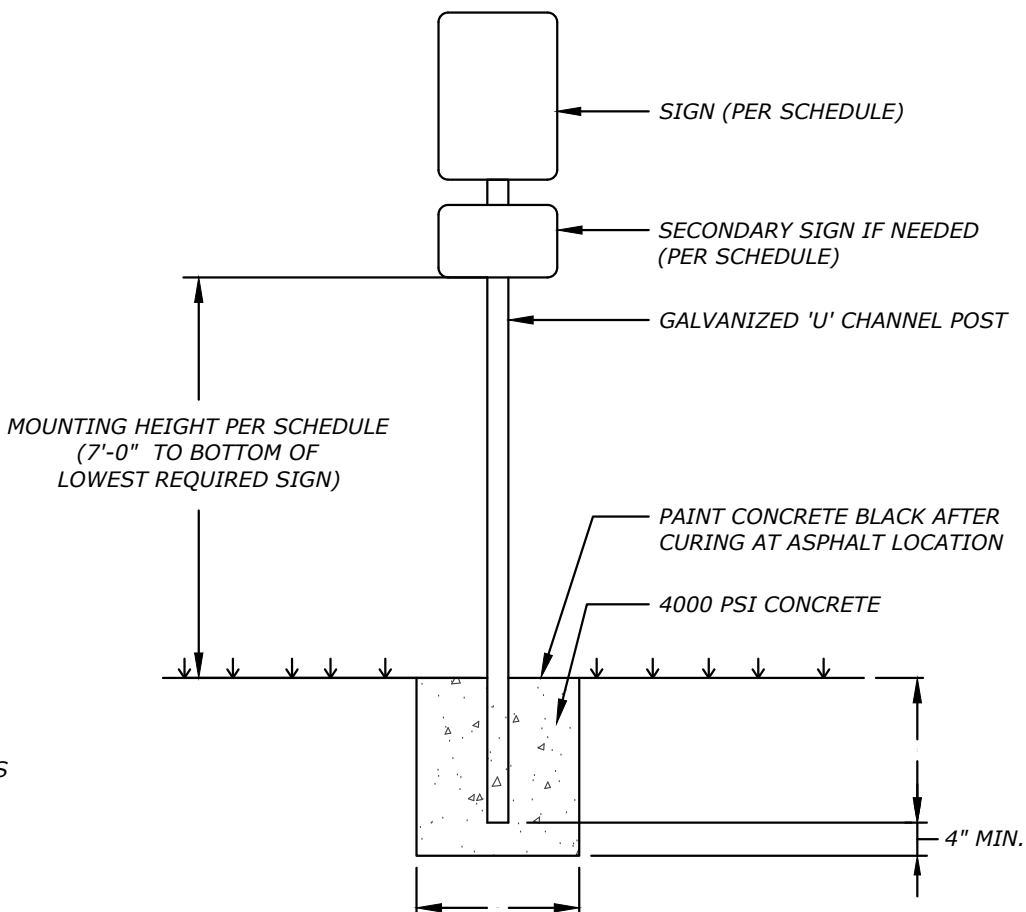 SIGN (PER SCHEDULE)
SECONDARY SIGN IF NEEDED
(PER SCHEDULE)
GALVANIZED 'U' CHANNEL POST
MOUNTING HEIGHT PER SCHEDULE
(7'-0" TO BOTTOM OF
LOWEST REQUIRED SIGN)
PAINT CONCRETE BLACK AFTER
CURING AT ASPHALT LOCATION
4000 PSI CONCRETE
S
4" MIN.